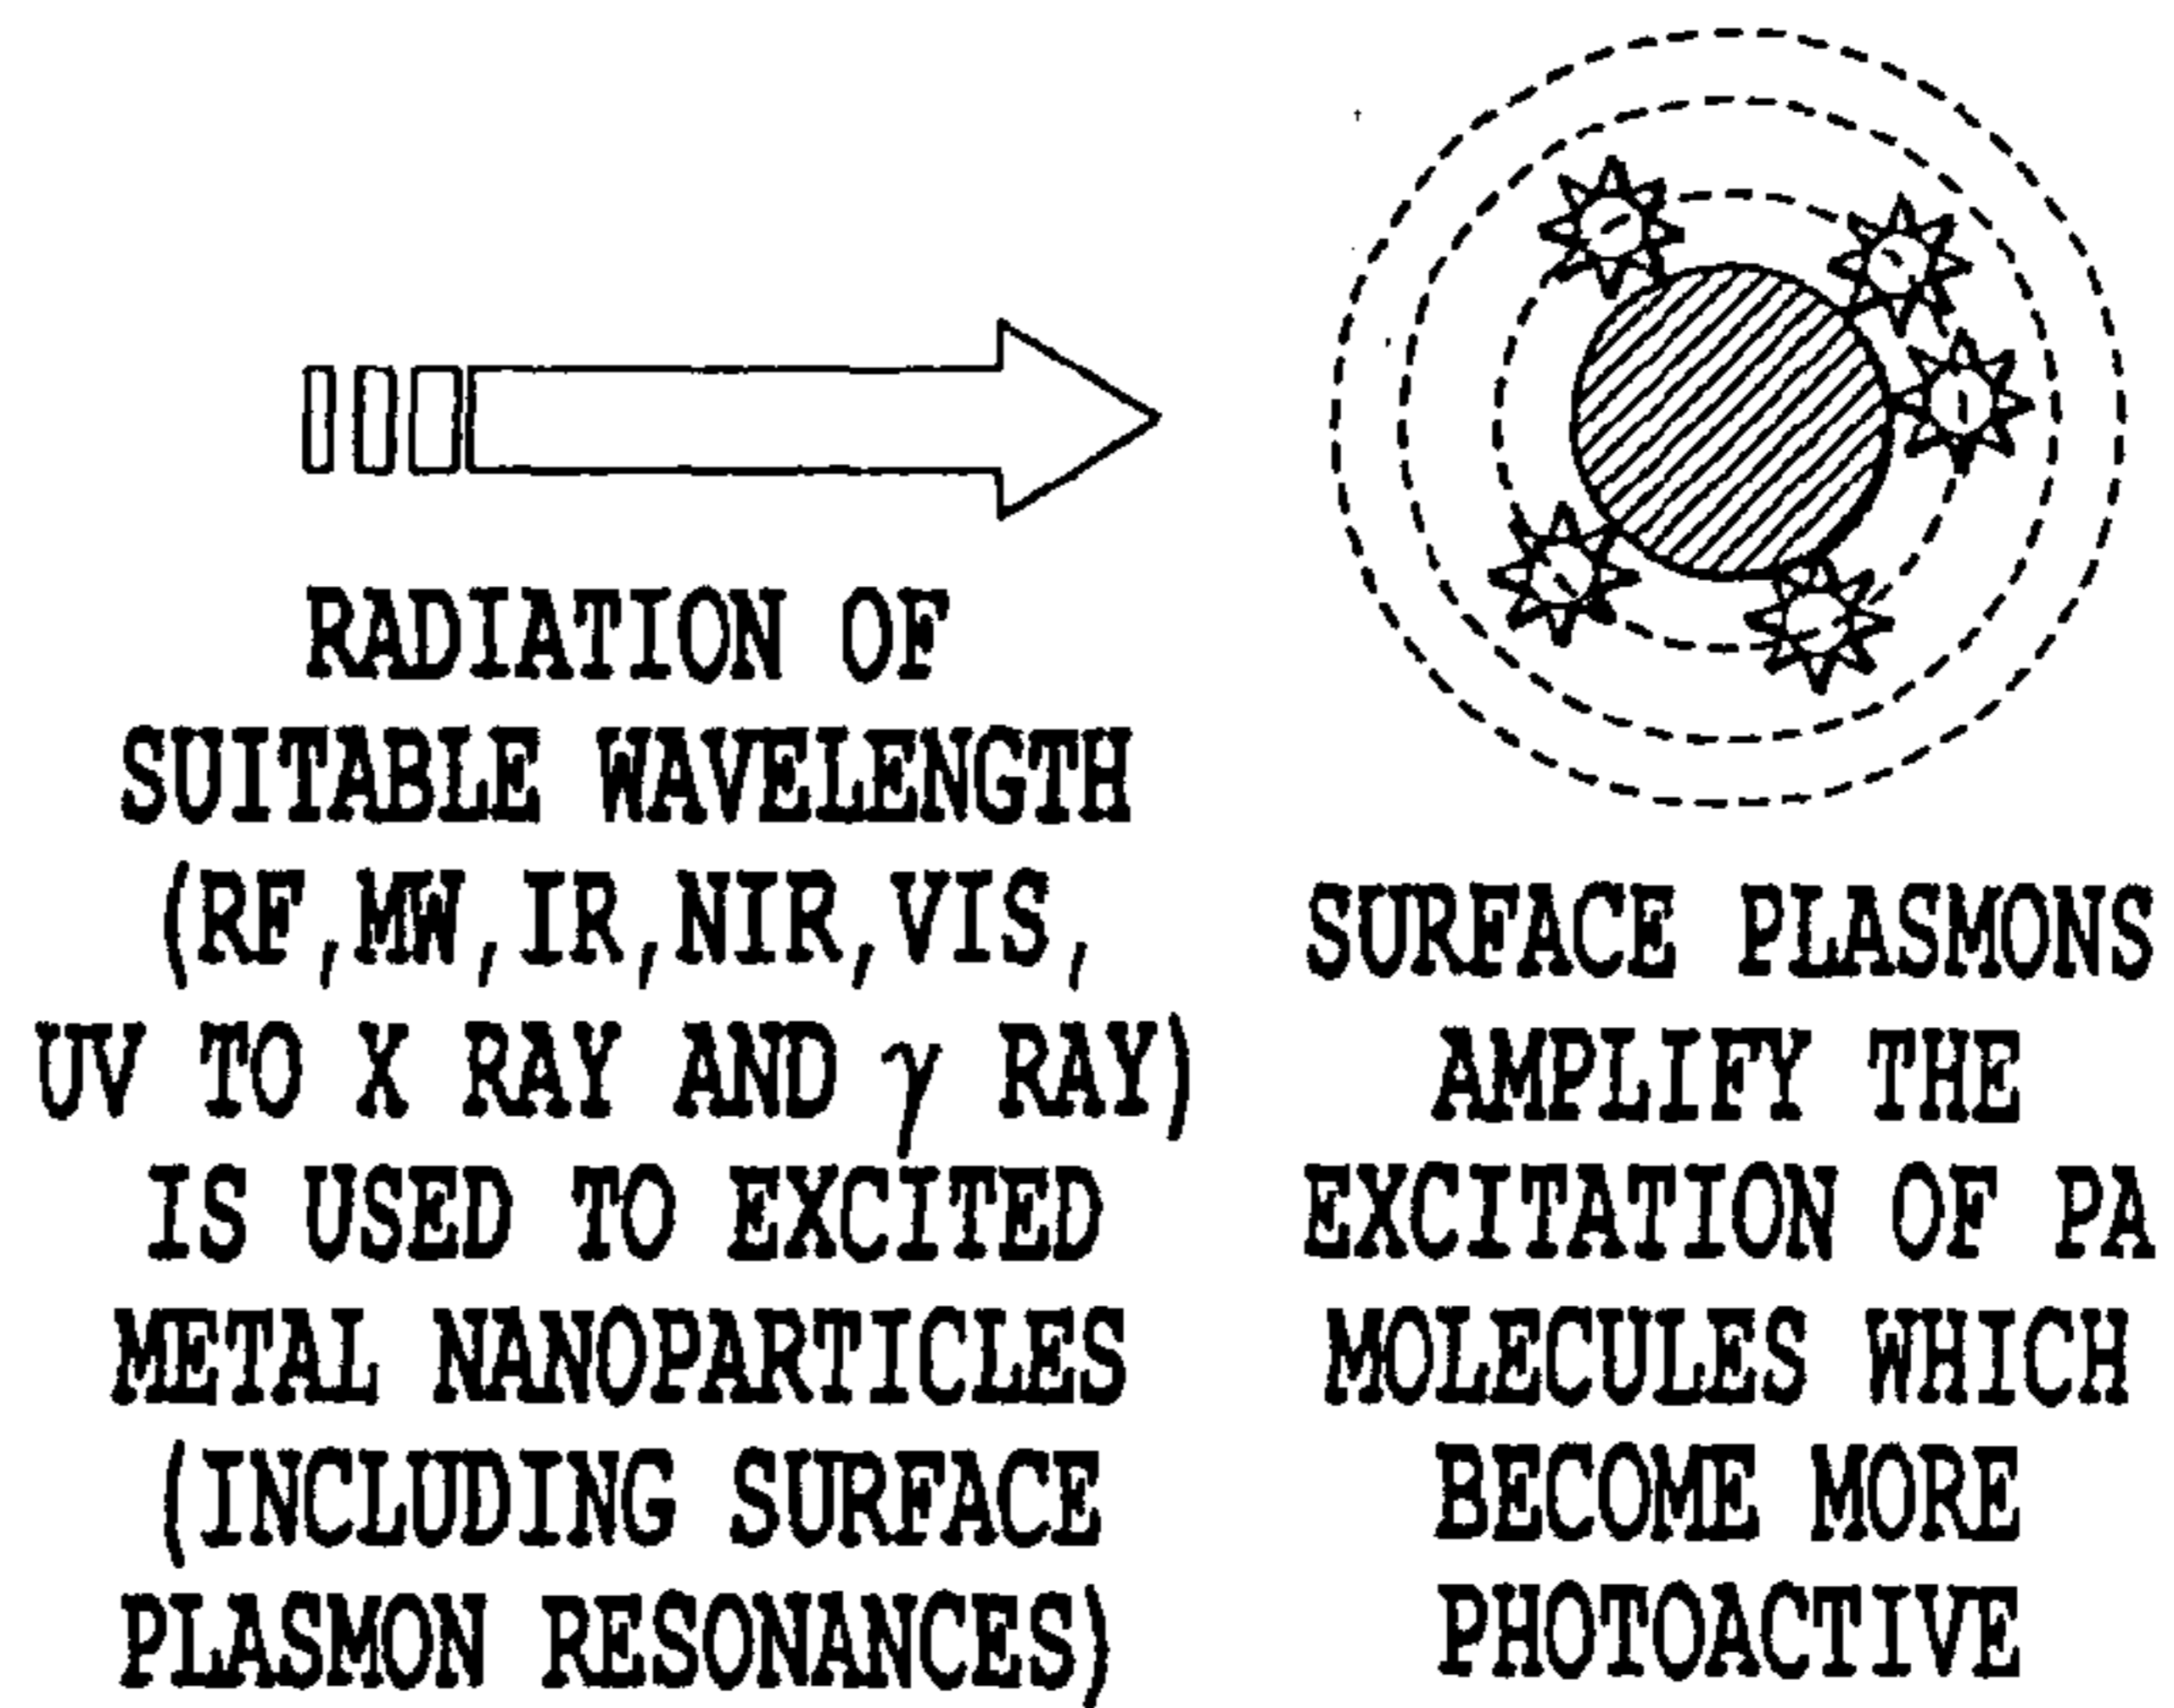 RADIATION OF
SUITABLE WAVELENGTH
(RF,MW,IR,NIR,VIS,
UV TO X RAY AND γ RAY)
IS USED TO EXCITED
METAL NANOPARTICLES
(INCLUDING SURFACE
PLASMON RESONANCES)
SURFACE PLASMONS
AMPLIFY THE
EXCITATION OF PA
MOLECULES WHICH
BECOME MORE
PHOTOACTIVE